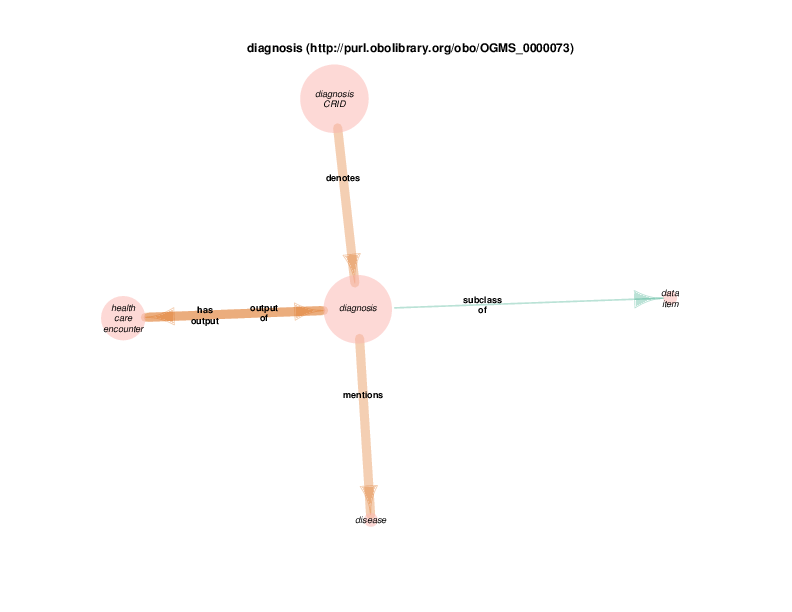 diagnosis (http://purl.obolibrary.org/obo/OGMS_0000073)
diagnosis
CRID
denotes
health
care
encounter
has
output
output
of
diagnosis
subclass
of
data
item
mentions
disease